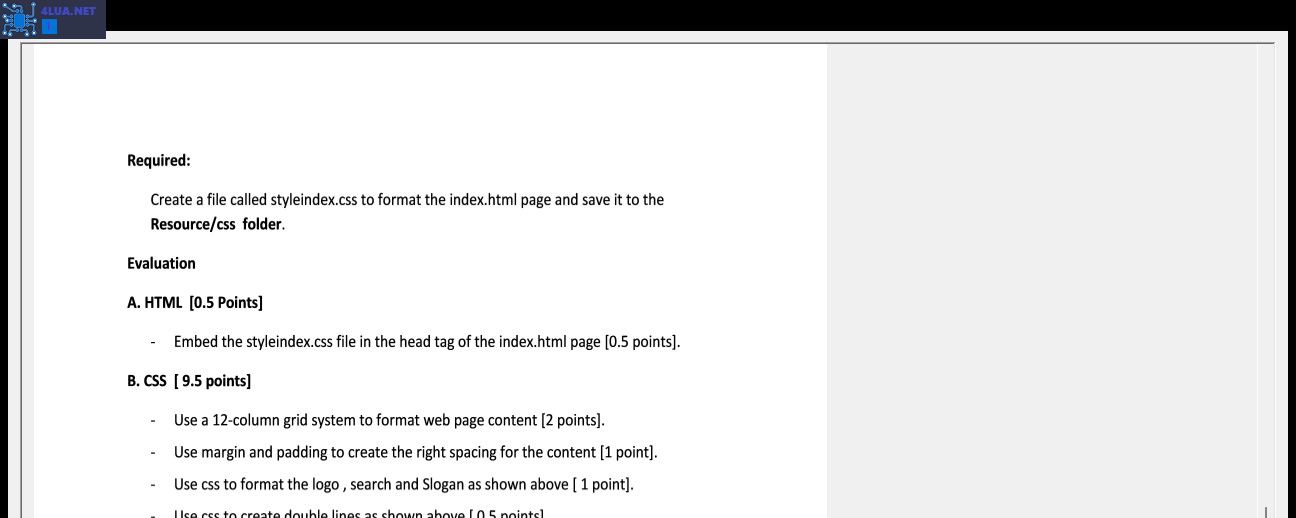 4LUA.NET
Required:
Create a file called styleindex.css to format the index.html page and save it to the
Resource/css folder.
Evaluation
A. HTML [0.5 Points]
- Embed the styleindex.css file in the head tag of the index.html page [0.5 points].
B. CSS [ 9.5 points]
- Use a 12-column grid system to format web page content [2 points].
- Use margin and padding to create the right spacing for the content [1 point].
- Use css to format the logo , search and Slogan as shown above [ 1 point].
- Use css to create double lines as shown above [ 0.5 points]